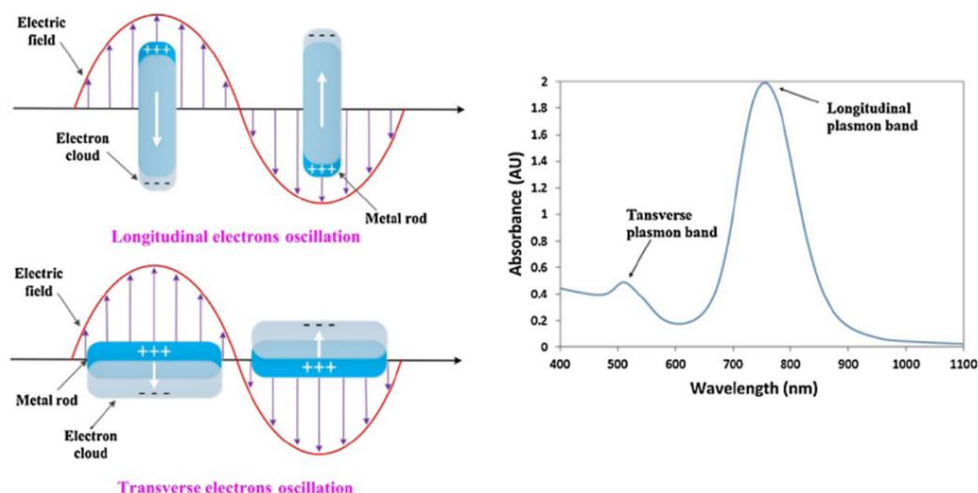 Electric
field
+++
- - -
Electron
cloud
- - -
+++
Metal rod
Longitudinal electrons oscillation
Electric
field
+++
- - -
Metal rod
- - -
+++
Electron
cloud
Transverse electrons oscillation
Absorbance (AU)
2
1.8
1.6
1.4
1.2
1
0.8
0.6
0.4
0.2
0
Longitudinal
plasmon band
Tansverse
plasmon band
400 500 600 700 800 900 1000 1100
Wavelength (nm)